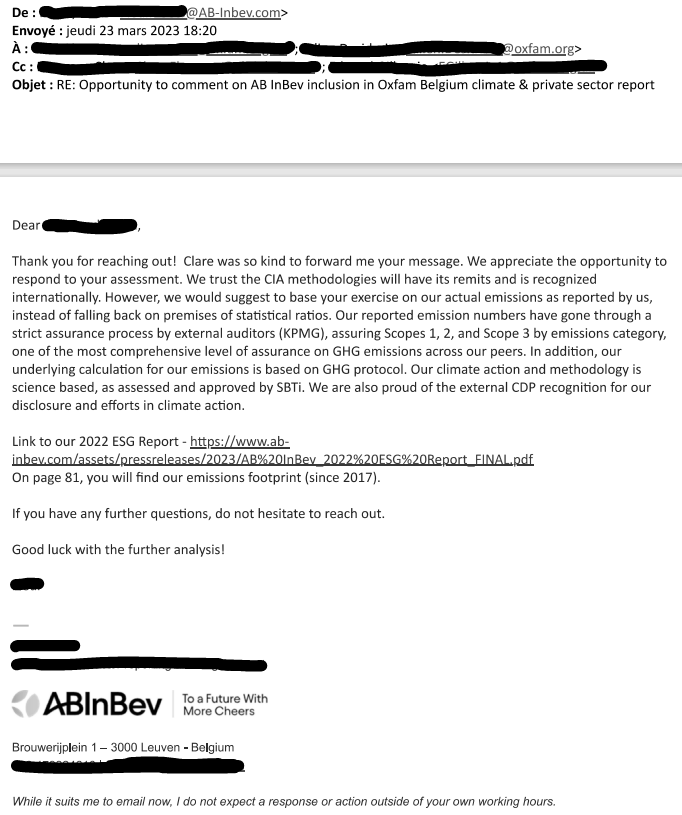 De : @AB-Inbev.com>
Envoyé : jeudi 23 mars 2023 18:20
À : ; @oxfam.org>
Cc : ;
Objet : RE: Opportunity to comment on AB InBev inclusion in Oxfam Belgium climate & private sector report
Dear ,
Thank you for reaching out!  Clare was so kind to forward me your message. We appreciate the opportunity to
respond to your assessment. We trust the CIA methodologies will have its remits and is recognized
internationally. However, we would suggest to base your exercise on our actual emissions as reported by us,
instead of falling back on premises of statistical ratios. Our reported emission numbers have gone through a
strict assurance process by external auditors (KPMG), assuring Scopes 1, 2, and Scope 3 by emissions category,
one of the most comprehensive level of assurance on GHG emissions across our peers. In addition, our
underlying calculation for our emissions is based on GHG protocol. Our climate action and methodology is
science based, as assessed and approved by SBTi. We are also proud of the external CDP recognition for our
disclosure and efforts in climate action.
Link to our 2022 ESG Report - https://www.ab-
inbev.com/assets/pressreleases/2023/AB%20InBev_2022%20ESG%20Report_FINAL.pdf
On page 81, you will find our emissions footprint (since 2017).
If you have any further questions, do not hesitate to reach out.
Good luck with the further analysis!
—
ABInBev
To a Future With
More Cheers
Brouwerijplein 1 – 3000 Leuven - Belgium
While it suits me to email now, I do not expect a response or action outside of your own working hours.